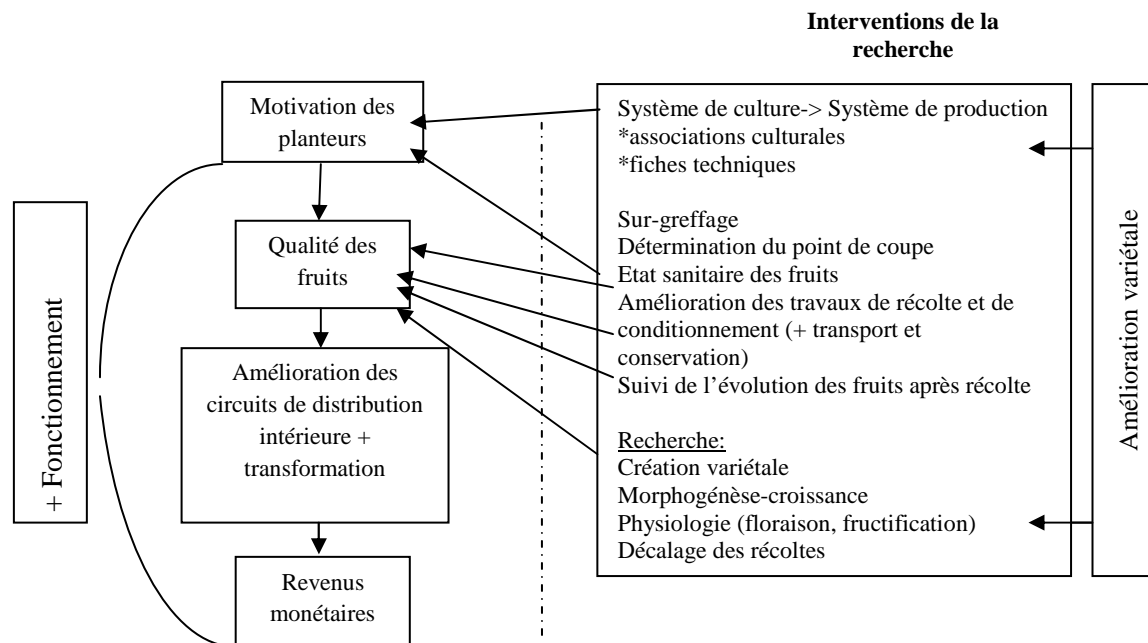 Interventions de la
recherche
Motivation des
planteurs
Qualité des
fruits
Amélioration des
circuits de distribution
intérieure +
transformation
Revenus
monétaires
+ Fonctionnement
Système de culture-> Système de production
*associations culturales
*fiches techniques
Sur-greffage
Détermination du point de coupe
Etat sanitaire des fruits
Amélioration des travaux de récolte et de
conditionnement (+ transport et
conservation)
Suivi de l’évolution des fruits après récolte
Recherche:
Création variétale
Morphogénèse-croissance
Physiologie (floraison, fructification)
Décalage des récoltes
Amélioration variétale